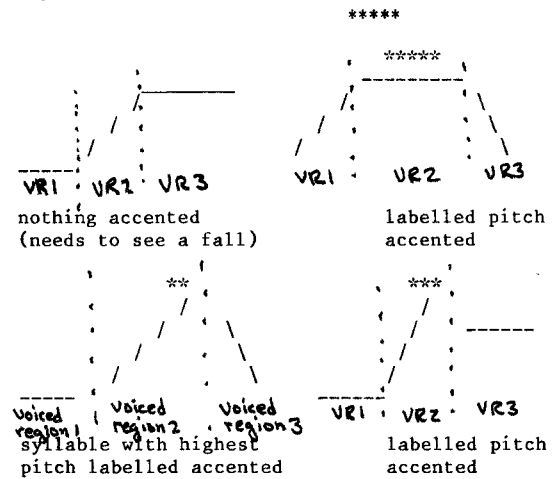 *****
*****
VR1 VR2 VR3
nothing accented
(needs to see a fall)
VR1 VR2 VR3
labelled pitch
accented
**
Voiced region 1
Voiced region 2
Voiced region 3
syllable with highest
pitch labelled accented
***
VR1 VR2 VR3
labelled pitch
accented